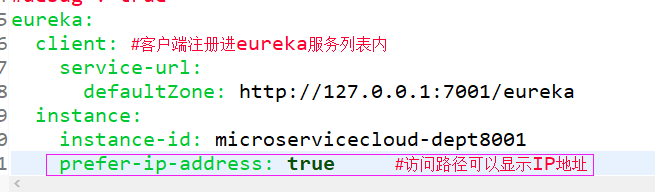 5 eureka:
6 client: #客户端注册进eureka服务列表内
7 service-url:
8 defaultZone: http://127.0.0.1:7001/eureka
9 instance:
0 instance-id: microservicecloud-dept8001
1 prefer-ip-address: true #访问路径可以显示IP地址